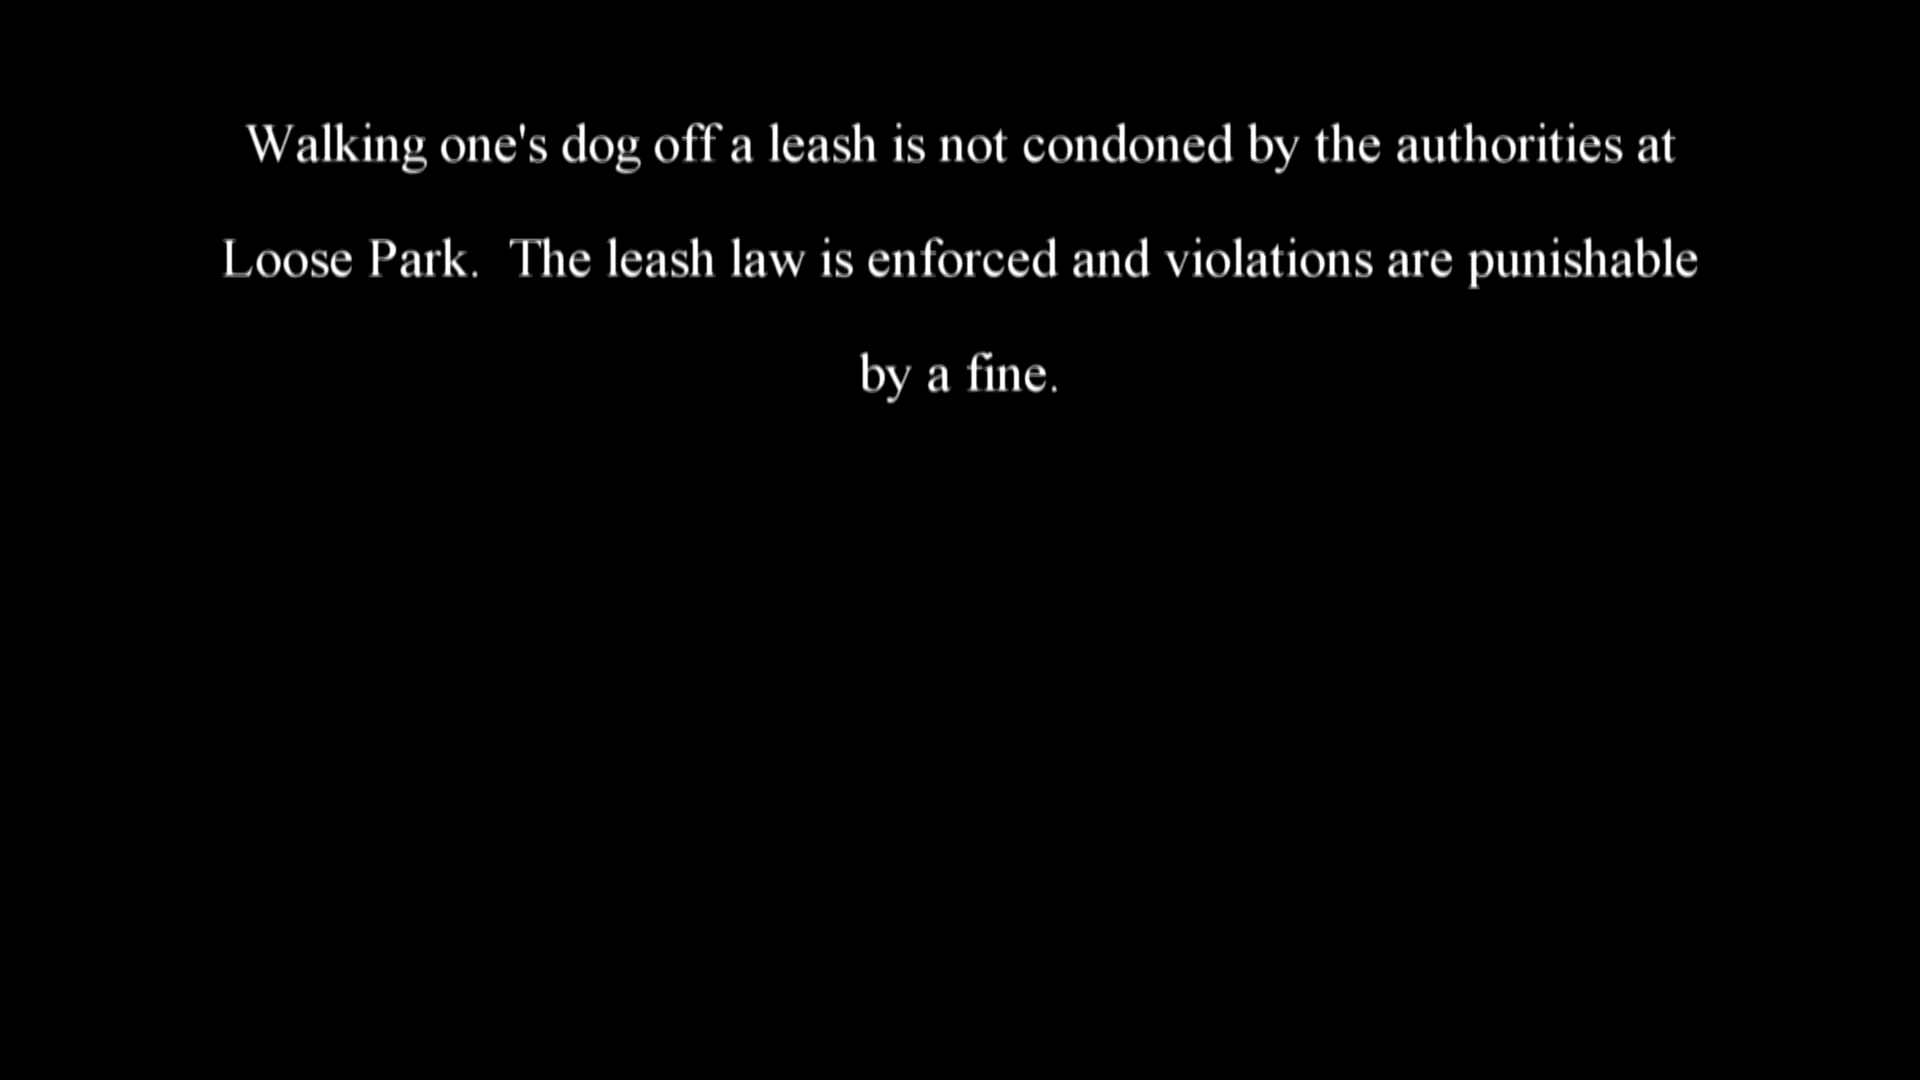 Walking one's dog off a leash is not condoned by the authorities at
Loose Park.  The leash law is enforced and violations are punishable
by a fine.